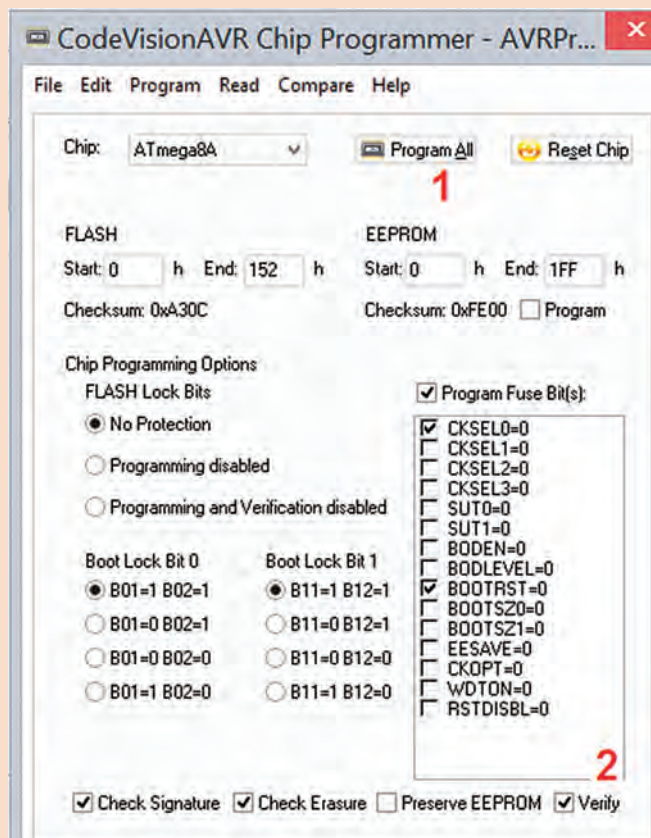 CodeVisionAVR Chip Programmer - AVRPr...
File Edit Program Read Compare Help
Chip: ATmega8A Program All Reset Chip
1
FLASH EEPROM
Start: 0 h End: 152 h Start: 0 h End: 1FF h
Checksum: 0xA30C Checksum: 0xFE00 Program
Chip Programming Options
FLASH Lock Bits Program Fuse Bit(s):
No Protection
Programming disabled
Programming and Verification disabled
CKSEL0=0
CKSEL1=0
CKSEL2=0
CKSEL3=0
SUT0=0
SUT1=0
BODEN=0
BODLEVEL=0
BOOTRST=0
BOOTSZ0=0
BOOTSZ1=0
EESAVE=0
CKOPT=0
WDTON=0
RSTDISBL=0
Boot Lock Bit 0 Boot Lock Bit 1
B01=1 B02=1 B11=1 B12=1
B01=0 B02=1 B11=0 B12=1
B01=0 B02=0 B11=0 B12=0
B01=1 B02=0 B11=1 B12=0
2
Check Signature Check Erasure Preserve EEPROM Verify